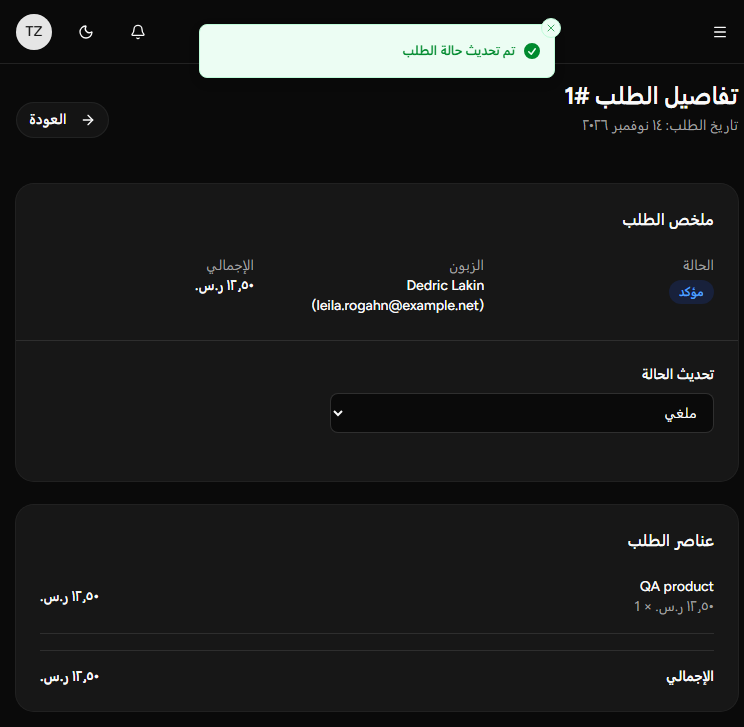 TZ
تم تحديث حالة الطلب
تفاصيل الطلب #1
تاريخ الطلب: ١٤ نوفمبر ٢٠٢٦
العودة
ملخص الطلب
الحالة
مؤكد
الزبون
Dedric Lakin
(leila.rogahn@example.net)
الإجمالي
١٢٫٥٠ ر.س.
تحديث الحالة
ملغي
عناصر الطلب
QA product
١٢٫٥٠ ر.س. × 1
١٢٫٥٠ ر.س.
الإجمالي
١٢٫٥٠ ر.س.